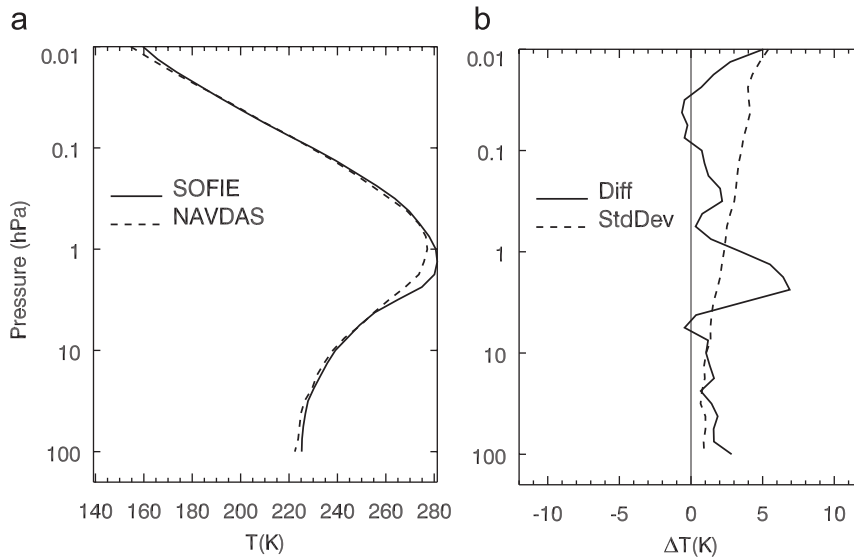 a
0.01
0.1
1
10
100
Pressure (hPa)
SOFIE
NAVDAS
140 160 180 200 220 240 260 280
T(K)
b
0.01
0.1
1
10
100
Diff
StdDev
-10 -5 0 5 10
ΔT(K)